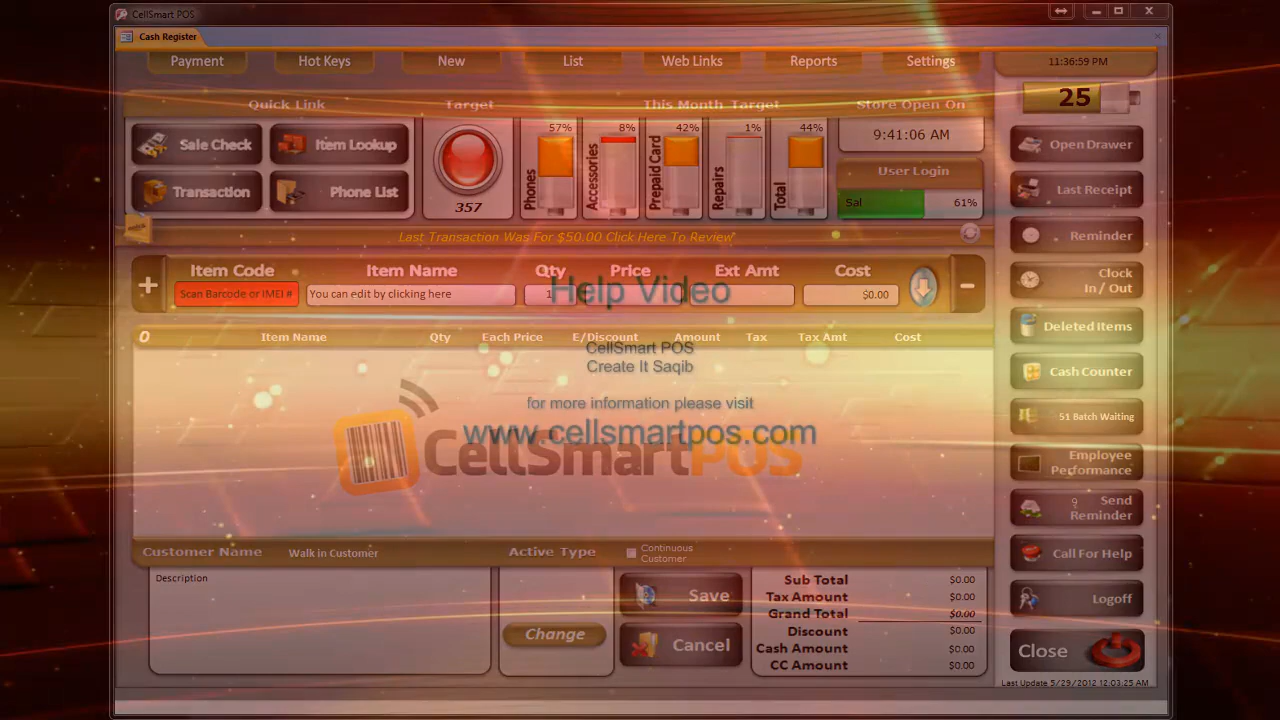 CellSmart POS
Cash Register
Payment
Hot Keys
New
List
Web Links
Reports
Settings
11:36:59 PM
Quick Link
Target
This Month Target
Store Open On
25
Sale Check
Item Lookup
Transaction
Phone List
357
Phones
57%
Accessories
8%
Prepaid Card
42%
Repairs
1%
Total
44%
9:41:06 AM
User Login
Sal
61%
Open Drawer
Last Receipt
Reminder
Clock
In / Out
Deleted Items
Cash Counter
51 Batch Waiting
Employee
Performance
9
Send
Reminder
Call For Help
Logoff
Close
Last Update 5/29/2012 12:03:25 AM
Last Transaction Was For $50.00 Click Here To Review
+
Item Code
Item Name
Qty
Price
Ext Amt
Cost
-
Scan Barcode or IMEI #
You can edit by clicking here
1
$0.00
Help Video
0
Item Name
Qty
Each Price
E/Discount
Amount
Tax
Tax Amt
Cost
CellSmart POS
Create It Saqib
for more information please visit
www.cellsmartpos.com
CellSmartPOS
Customer Name
Walk in Customer
Active Type
Continuous
Customer
Description
Change
Save
Cancel
Sub Total
$0.00
Tax Amount
$0.00
Grand Total
$0.00
Discount
$0.00
Cash Amount
$0.00
CC Amount
$0.00